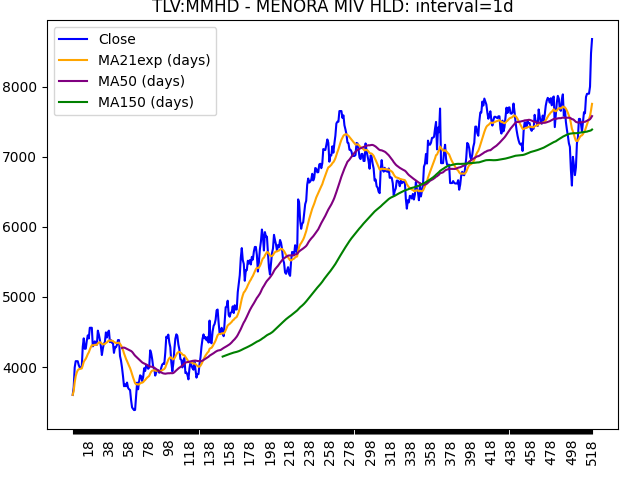 TLV:MMHD - MENORA MIV HLD: interval=1d
Close
MA21exp (days)
MA50 (days)
MA150 (days)
8000
7000
6000
5000
4000
18 38 58 78 98 118 138 158 178 198 218 238 258 278 298 318 338 358 378 398 418 438 458 478 498 518